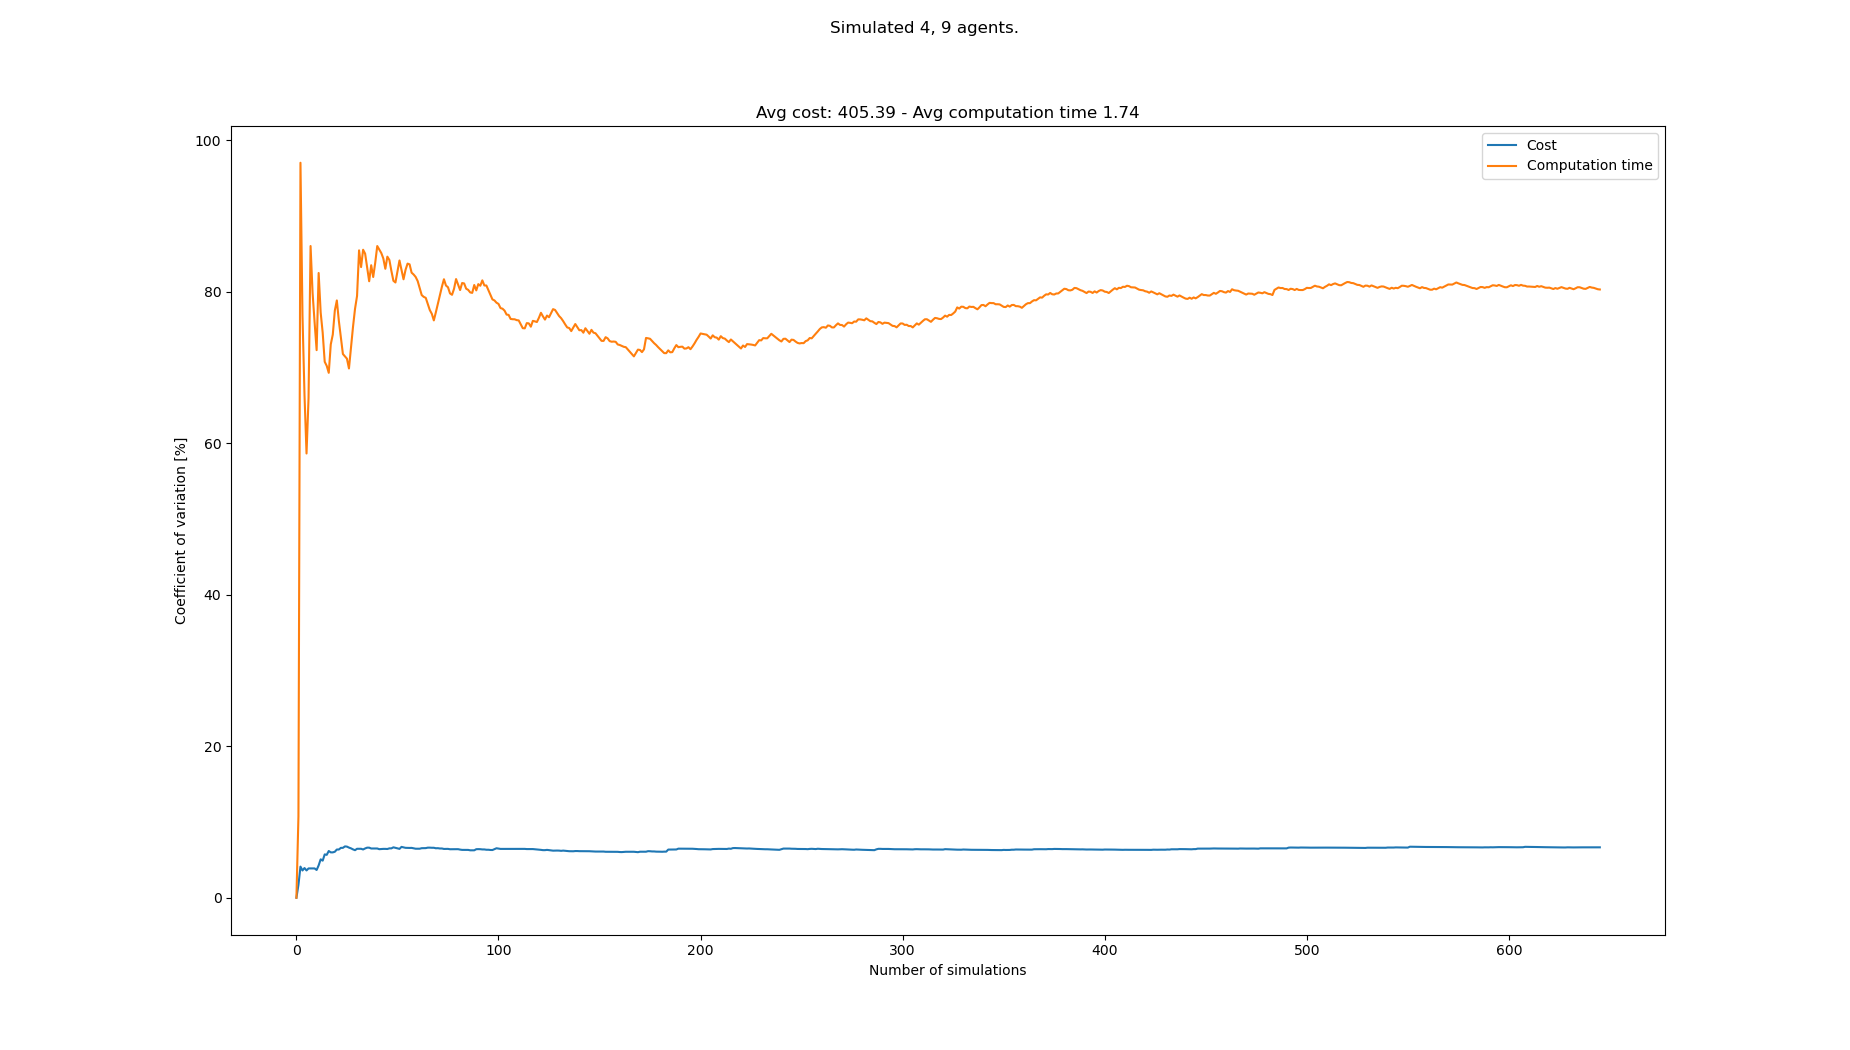 Simulated 4, 9 agents.
Avg cost: 405.39 - Avg computation time 1.74
Cost
Computation time
Coefficient of variation [%]
100
80
60
40
20
0
0 100 200 300 400 500 600
Number of simulations